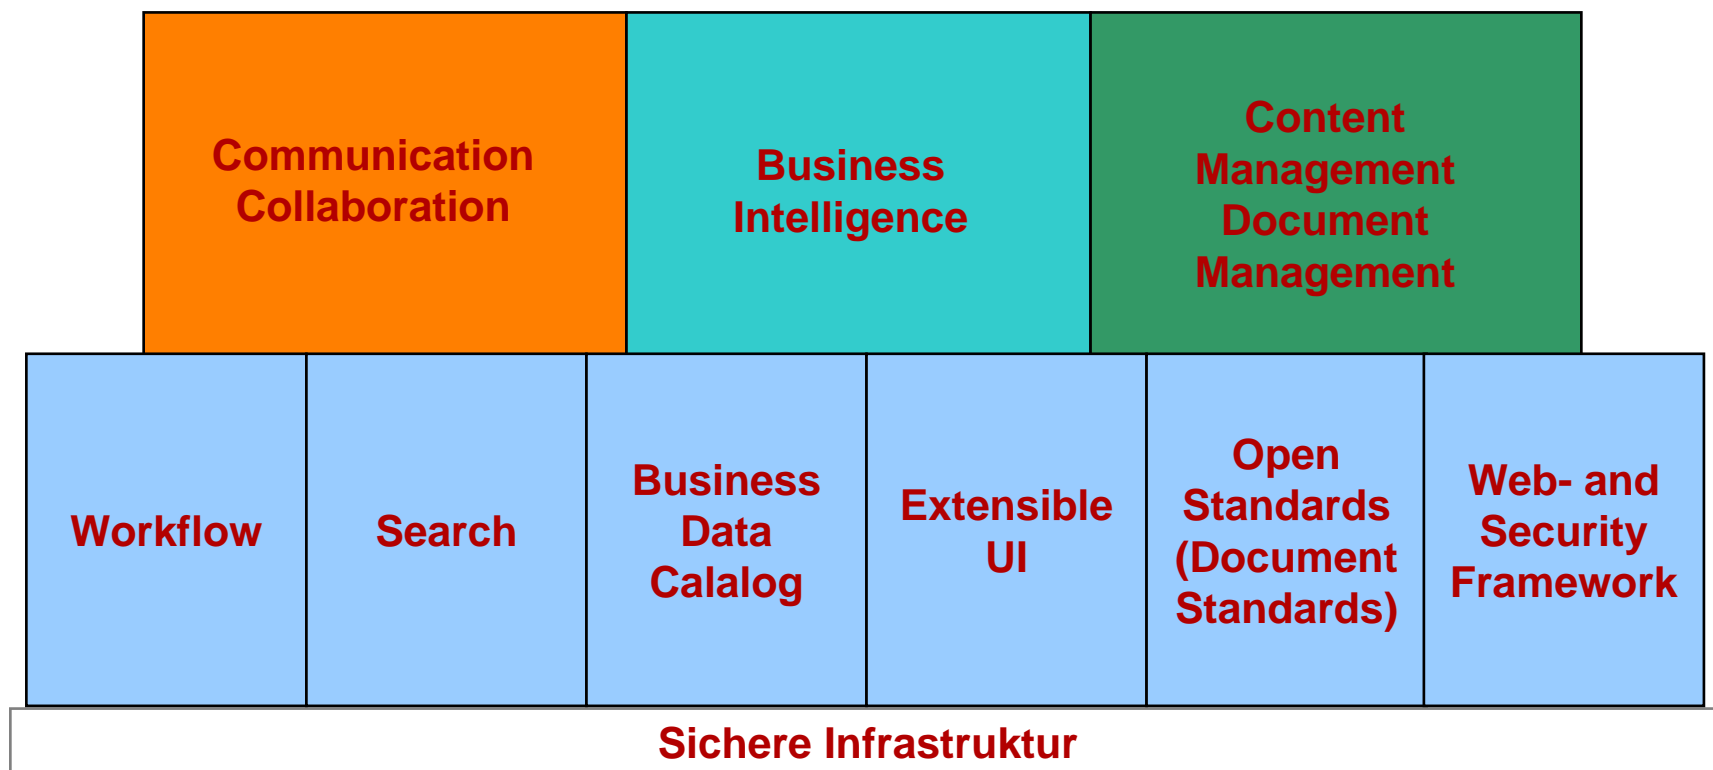 Communication
Collaboration
Business
Intelligence
Content
Management
Document
Management
Workflow
Search
Business
Data
Calalog
Extensible
UI
Open
Standards
(Document
Standards)
Web- and
Security
Framework
Sichere Infrastruktur